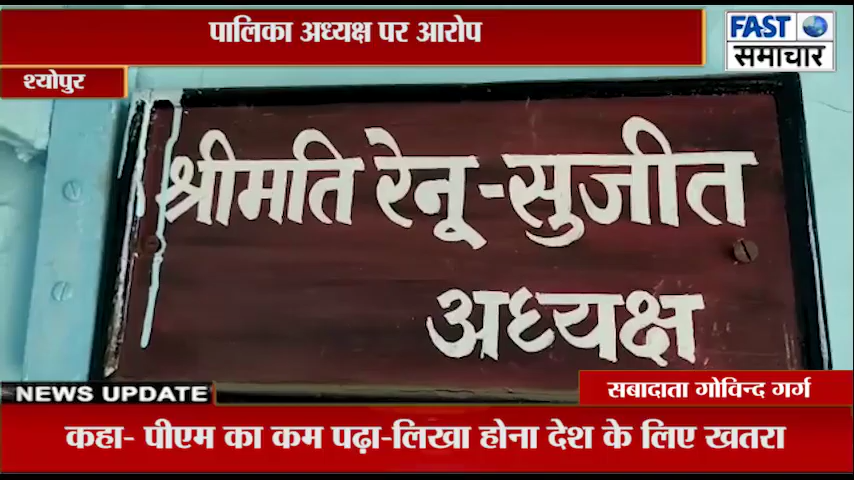 पालिका अध्यक्ष पर आरोप
FAST
समाचार
श्योपुर
श्रीमति रेनू-सुजीत
अध्यक्ष
NEWS UPDATE
सबादाता गोविन्द गर्ग
कहा- पीएम का कम पढ़ा-लिखा होना देश के लिए खतरा